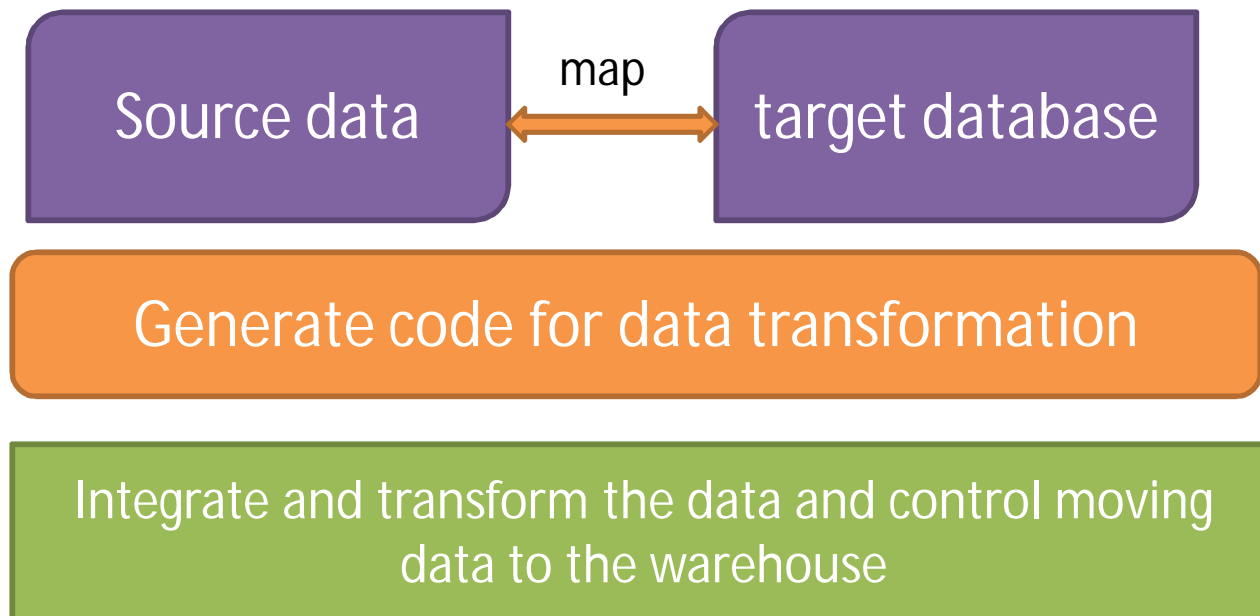 map
Source data
target database
Generate code for data transformation
Integrate and transform the data and control moving
data to the warehouse